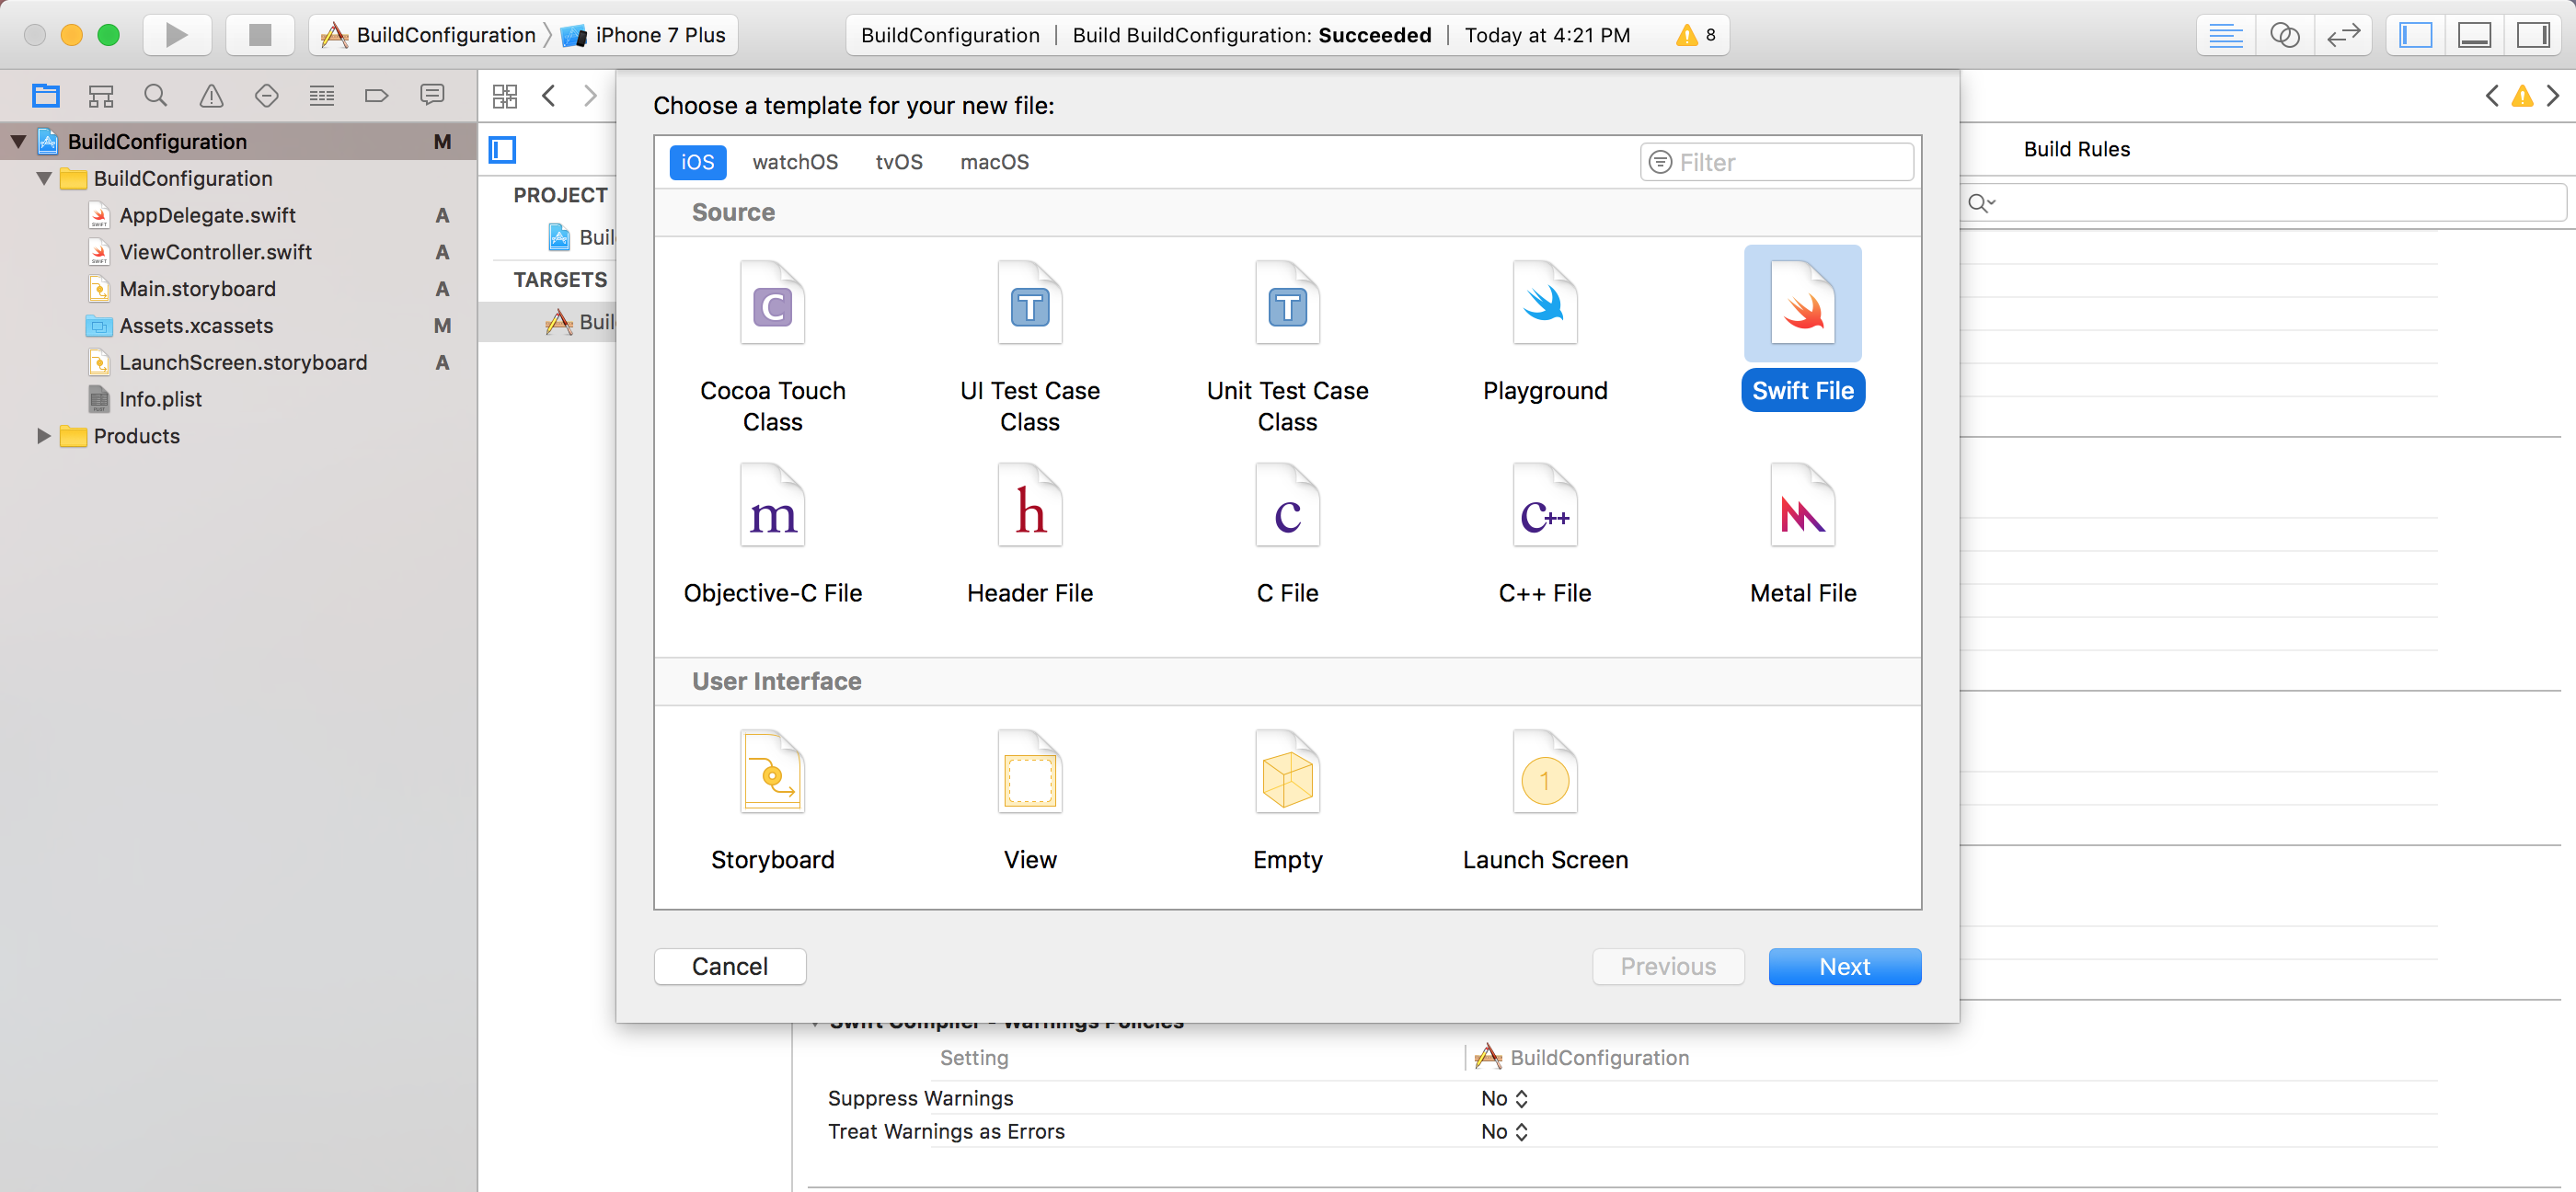 BuildConfiguration iPhone 7 Plus
BuildConfiguration | Build BuildConfiguration: Succeeded | Today at 4:21 PM 8
BuildConfiguration M
BuildConfiguration
AppDelegate.swift A
ViewController.swift A
Main.storyboard A
Assets.xcassets M
LaunchScreen.storyboard A
Info.plist
Products
PROJECT
Buil
TARGETS
Buil
Choose a template for your new file:
iOS watchOS tvOS macOS
Filter
Source
C
Cocoa Touch
Class
T
UI Test Case
Class
T
Unit Test Case
Class
Playground
Swift File
m
Objective-C File
h
Header File
c
C File
C++
C++ File
Metal File
User Interface
Storyboard
View
Empty
1
Launch Screen
Cancel
Previous
Next
Build Rules
Swift Compiler - Warnings Policies
Setting BuildConfiguration
Suppress Warnings No
Treat Warnings as Errors No